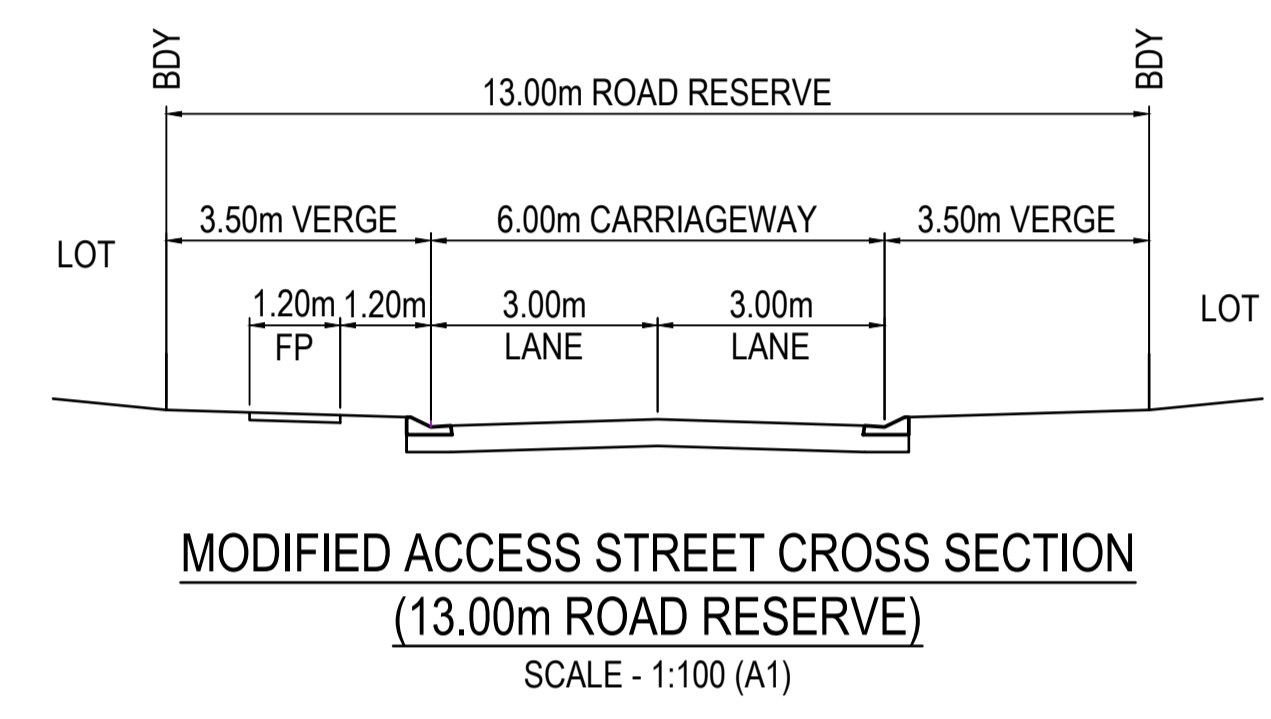 BDY
BDY
13.00m ROAD RESERVE
3.50m VERGE
6.00m CARRIAGEWAY
3.50m VERGE
LOT
1.20m
1.20m
3.00m
3.00m
LOT
FP
LANE
LANE
MODIFIED ACCESS STREET CROSS SECTION
(13.00m ROAD RESERVE)
SCALE - 1:100 (A1)